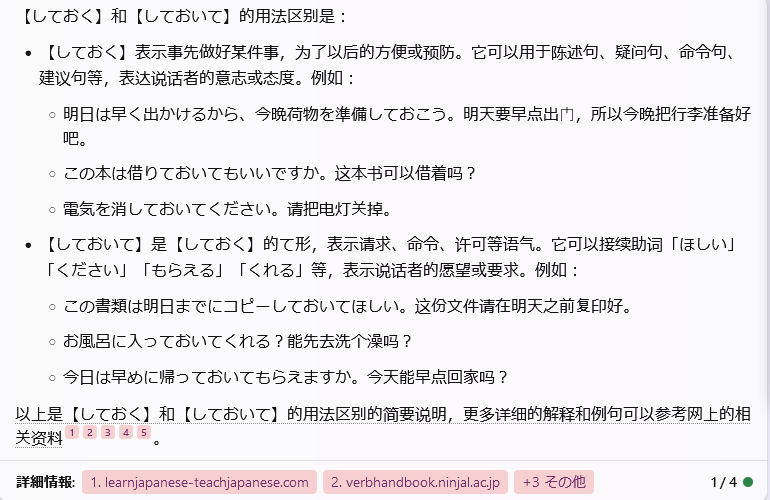 【しておく】和【しておいて】的用法区别是：
• 【しておく】表示事先做好某件事，为了以后的方便或预防。它可以用于陈述句、疑问句、命令句、
建议句等，表达说话者的意志或态度。例如：
○ 明日は早く出かけるから、今晩荷物を準備しておこう。明天要早点出门，所以今晚把行李准备好
吧。
○ この本は借りておいてもいいですか。这本书可以借着吗？
○ 電気を消しておいてください。请把电灯关掉。
• 【しておいて】是【しておく】的て形，表示请求、命令、许可等语气。它可以接续助词「ほしい」
「ください」「もらえる」「くれる」等，表示说话者的愿望或要求。例如：
○ この書類は明日までにコピーしておいてほしい。这份文件请在明天之前复印好。
○ お風呂に入っておいてくれる？能先去洗个澡吗？
○ 今日は早めに帰っておいてもらえますか。今天能早点回家吗？
以上是【しておく】和【しておいて】的用法区别的简要说明，更多详细的解释和例句可以参考网上的相
关资料 1 2 3 4 5 。
詳細情報: 1. learnjapanese-teachjapanese.com 2. verbhandbook.ninjal.ac.jp +3 その他 1 / 4